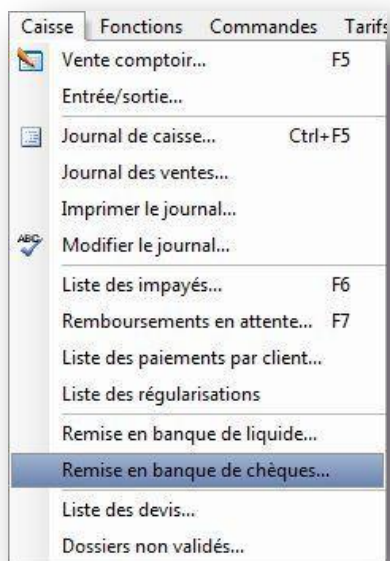 Caisse Fonctions Commandes Tarifs
Vente comptoir... F5
Entrée/sortie...
Journal de caisse... Ctrl+F5
Journal des ventes...
Imprimer le journal...
ABC Modifier le journal...
Liste des impayés... F6
Remboursements en attente... F7
Liste des paiements par client...
Liste des régularisations
Remise en banque de liquide...
Remise en banque de chèques...
Liste des devis...
Dossiers non validés...